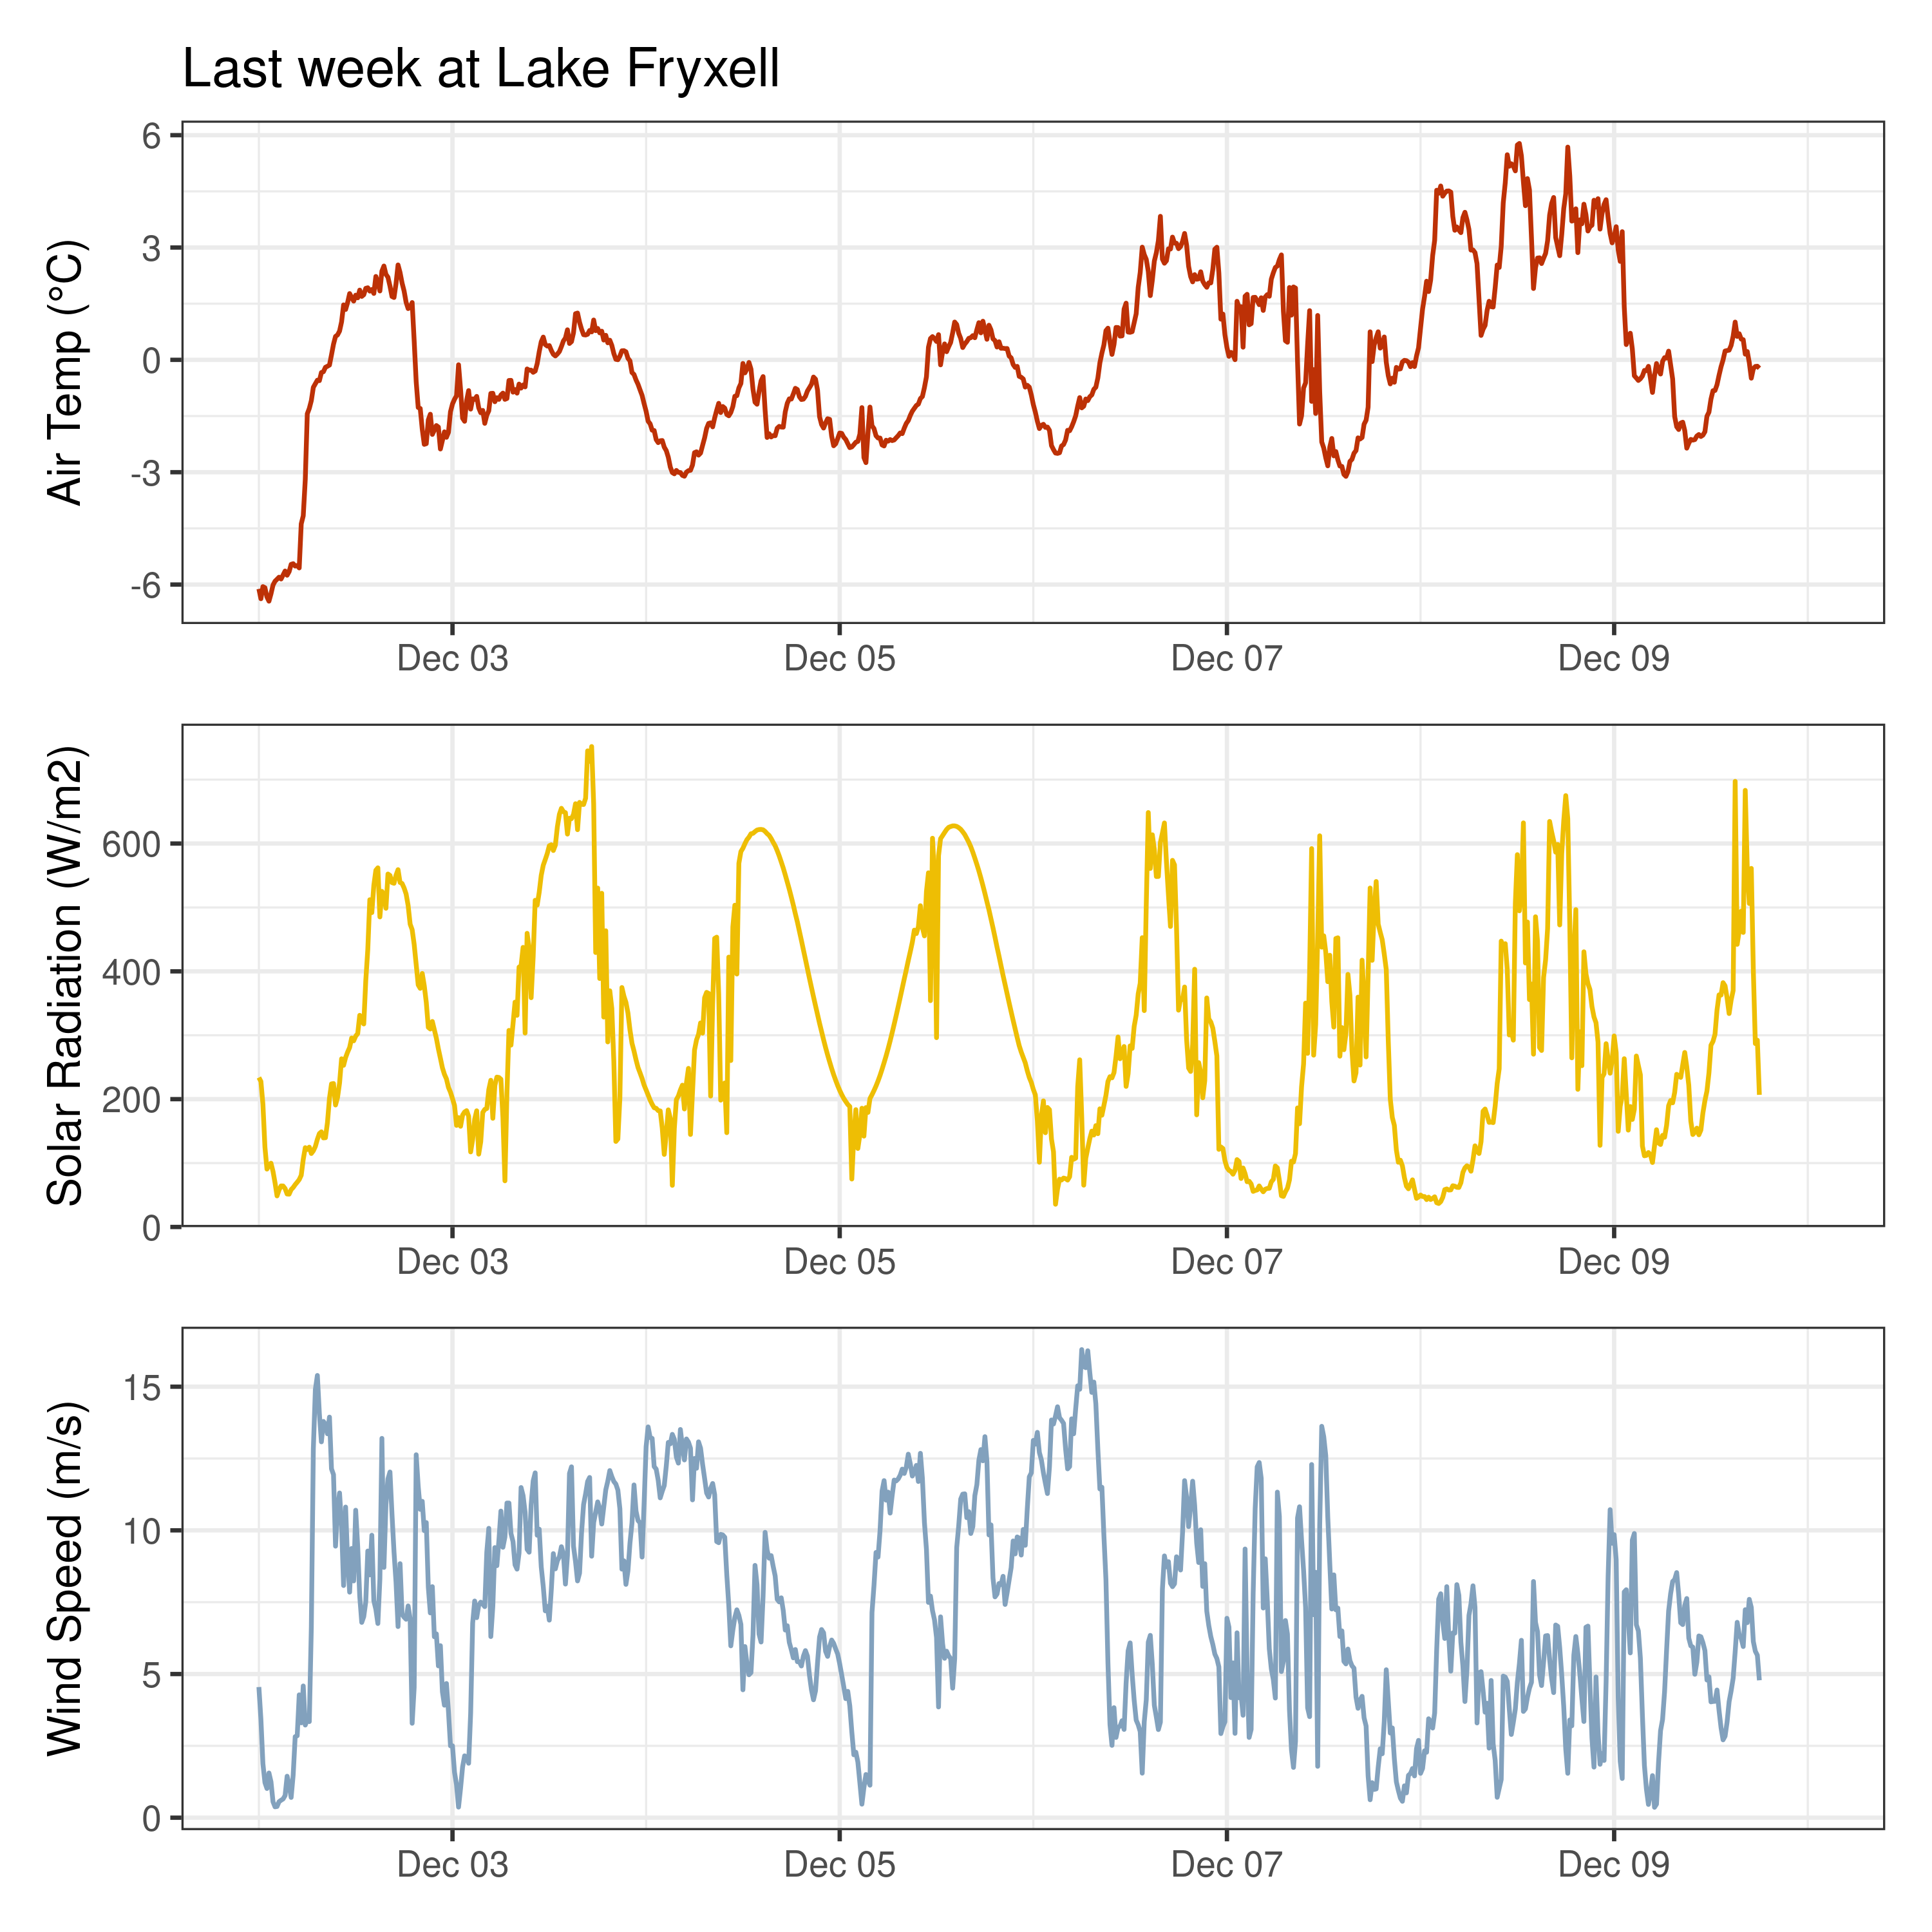 Last week at Lake Fryxell
Air Temp (°C)
6
3
0
-3
-6
Dec 03 Dec 05 Dec 07 Dec 09
Solar Radiation (W/m2)
600
400
200
0
Dec 03 Dec 05 Dec 07 Dec 09
Wind Speed (m/s)
15
10
5
0
Dec 03 Dec 05 Dec 07 Dec 09